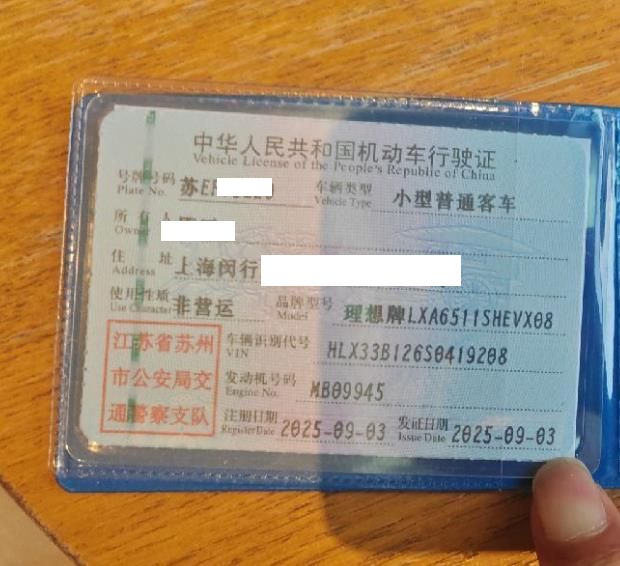 中华人民共和国机动车行驶证
Vehicle License of the People's Republic of China
号牌号码 苏E 车辆类型 小型普通客车
Plate No. Vehicle Type
所有人
Owner
住址 上海闵行
Address
使用性质 非营运 品牌型号 理想牌LXA6511SHEVX08
Use Character Model
江苏省苏州
市公安局交
通警察支队
车辆识别代号 HLX33B126S0419208
VIN
发动机号码 MB09945
Engine No.
注册日期 2025-09-03 发证日期 2025-09-03
Register Date Issue Date